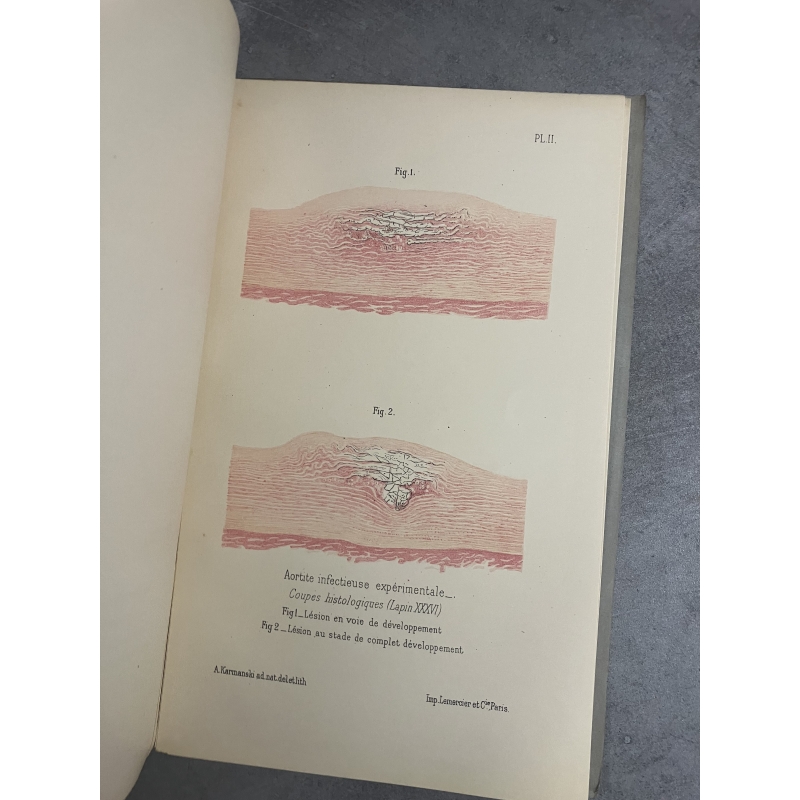 PL.II.
Fig.1.
Fig.2.
Aortite infectieuse expérimentale_.
Coupes histologiques (Lapin XXXVI)
Fig 1_Lésion en voie de développement
Fig 2_Lésion au stade de complet développement
A.Karmanski ad.nat.del.et.lith
Imp.Lemercier et Cie.Paris.